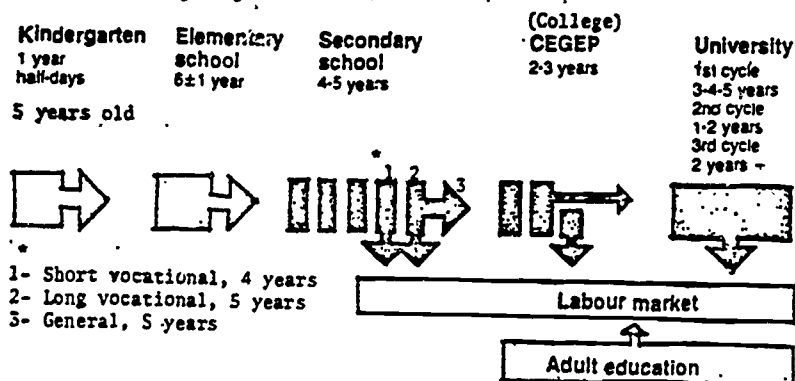 Kindergarten
1 year
half-days
5 years old
Elementary
school
6±1 year
Secondary
school
4-5 years
(College)
CEGEP
2-3 years
University
1st cycle
3-4-5 years
2nd cycle
1-2 years
3rd cycle
2 years -
* 1 2 3
*
1- Short vocational, 4 years
2- Long vocational, 5 years
3- General, 5 years
Labour market
Adult education